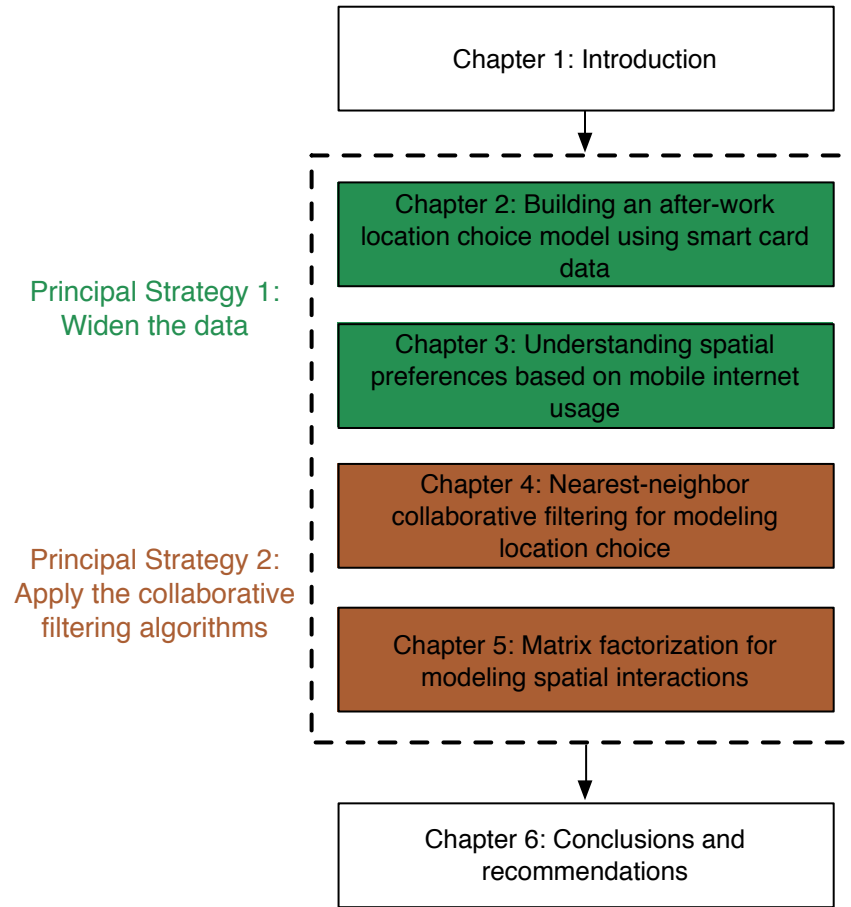 Chapter 1: Introduction
Principal Strategy 1:
Widen the data
Chapter 2: Building an after-work
location choice model using smart card
data
Chapter 3: Understanding spatial
preferences based on mobile internet
usage
Principal Strategy 2:
Apply the collaborative
filtering algorithms
Chapter 4: Nearest-neighbor
collaborative filtering for modeling
location choice
Chapter 5: Matrix factorization for
modeling spatial interactions
Chapter 6: Conclusions and
recommendations